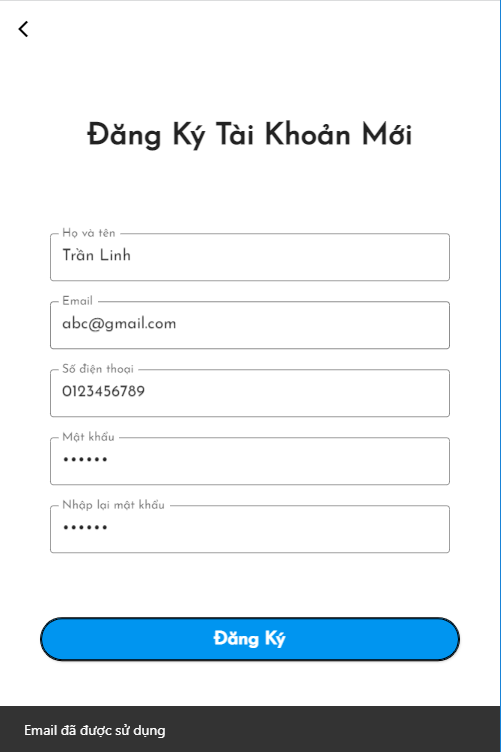 Đăng Ký Tài Khoản Mới
Họ và tên
Trần Linh
Email
abc@gmail.com
Số điện thoại
0123456789
Mật khẩu
••••••
Nhập lại mật khẩu
••••••
Đăng Ký
Email đã được sử dụng